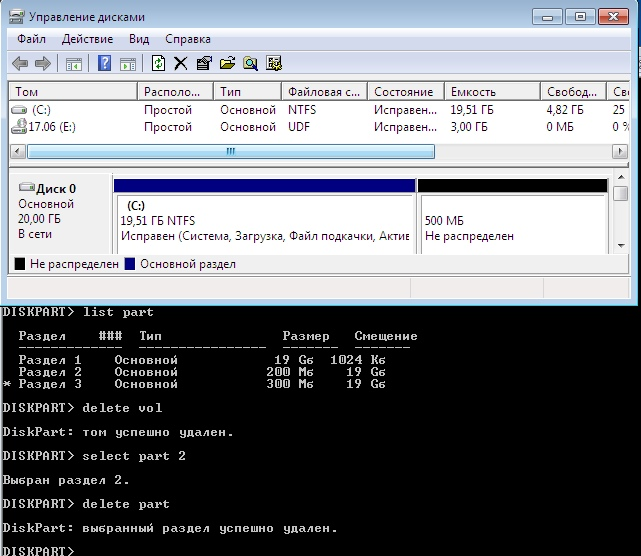 Управление дисками
Файл Действие Вид Справка
Том Располо... Тип Файловая с... Состояние Емкость Свобод... Сво
(C:) Простой Основной NTFS Исправен... 19,51 ГБ 4,82 ГБ 25
17.06 (E:) Простой Основной UDF Исправен... 3,00 ГБ 0 МБ 0 %
Диск 0
Основной
20,00 ГБ
В сети
(C:)
19,51 ГБ NTFS
Исправен (Система, Загрузка, Файл подкачки, Актив
500 МБ
Не распределен
Не распределен Основной раздел
DISKPART> list part
Раздел ### Тип Размер Смещение
------------- ---------------- ------- -------
Раздел 1 Основной 19 Gб 1024 Kб
Раздел 2 Основной 200 Mб 19 Gб
* Раздел 3 Основной 300 Mб 19 Gб
DISKPART> delete vol
DiskPart: том успешно удален.
DISKPART> select part 2
Выбран раздел 2.
DISKPART> delete part
DiskPart: выбранный раздел успешно удален.
DISKPART>